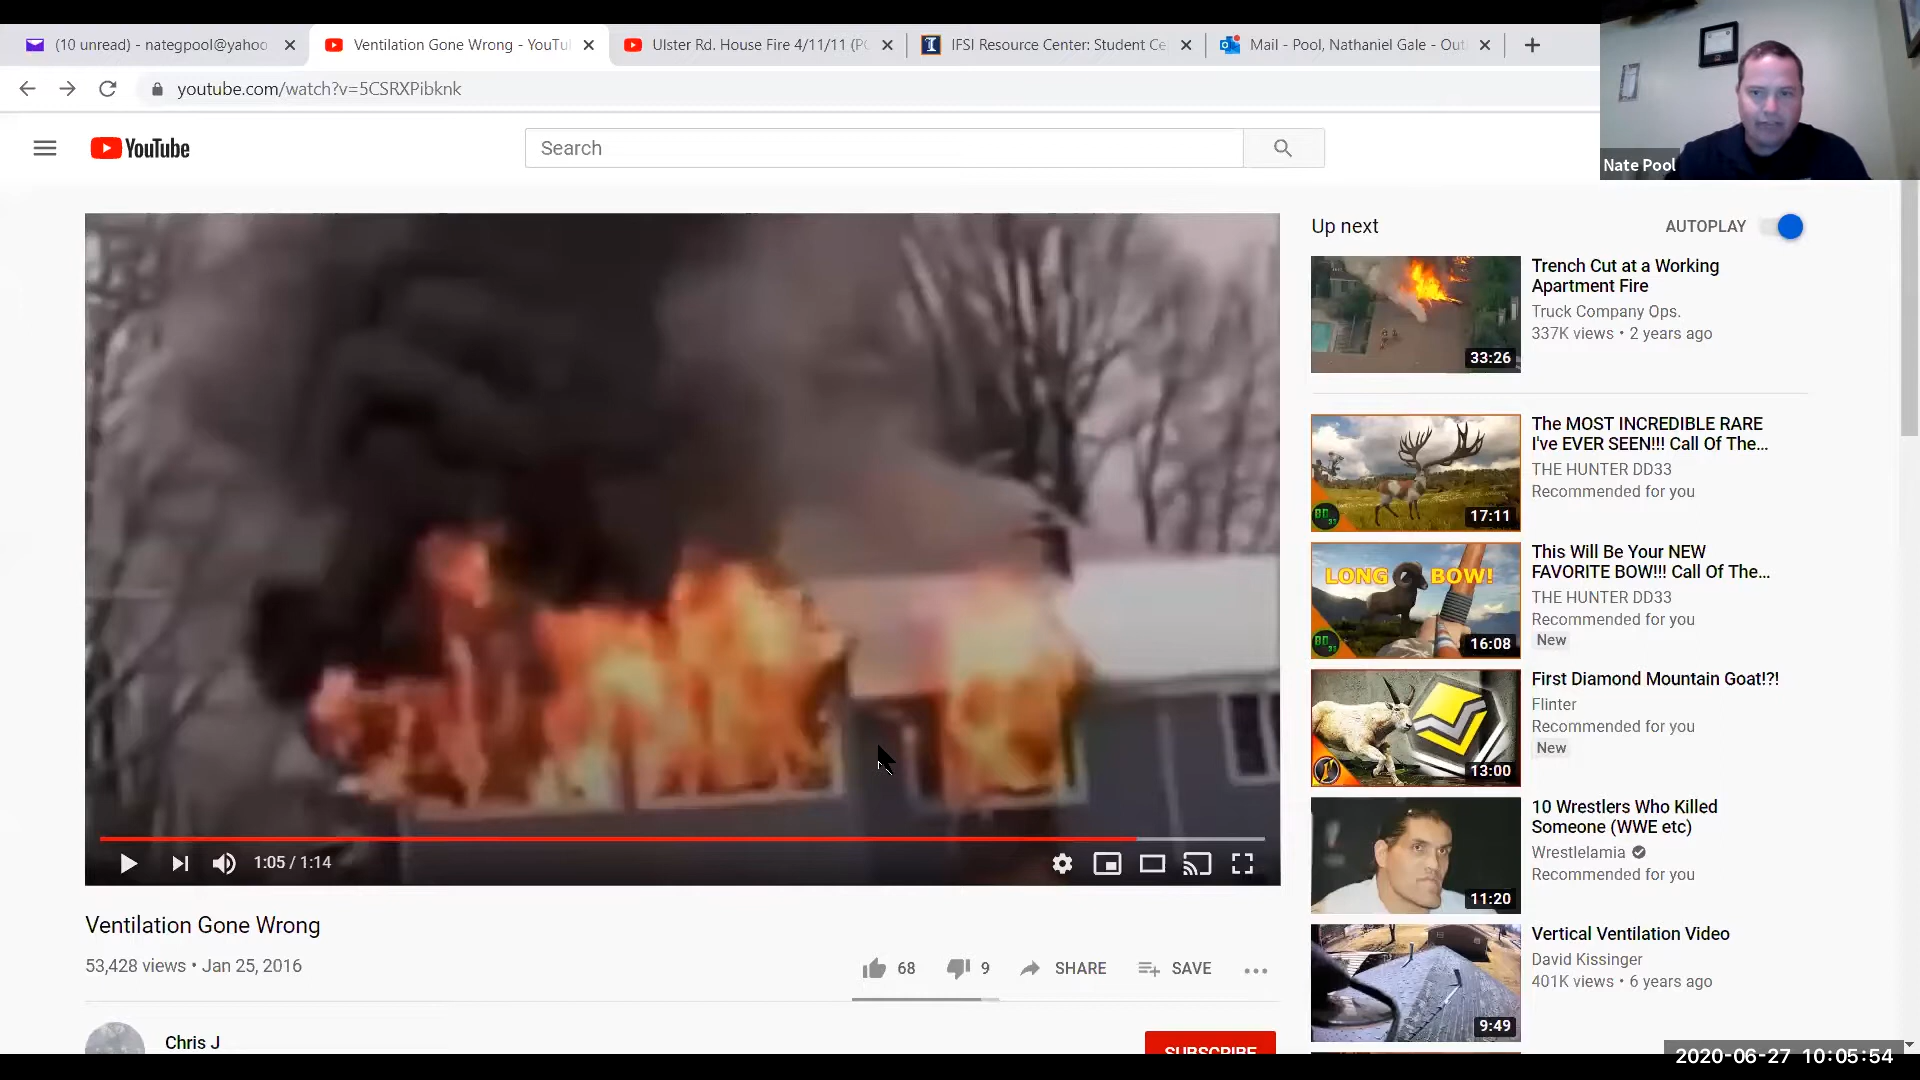 (10 unread) - nategpool@yahoo
Ventilation Gone Wrong - YouTu
Ulster Rd. House Fire 4/11/11 (PC
IFSI Resource Center: Student Ce
Mail - Pool, Nathaniel Gale - Out
youtube.com/watch?v=5CSRXPibknk
Nate Pool
YouTube
Search
Up next
AUTOPLAY
33:26
Trench Cut at a Working
Apartment Fire
Truck Company Ops.
337K views • 2 years ago
17:11
The MOST INCREDIBLE RARE
I've EVER SEEN!!! Call Of The...
THE HUNTER DD33
Recommended for you
LONG BOW!
16:08
This Will Be Your NEW
FAVORITE BOW!!! Call Of The...
THE HUNTER DD33
Recommended for you
New
13:00
First Diamond Mountain Goat!?!
Flinter
Recommended for you
New
11:20
10 Wrestlers Who Killed
Someone (WWE etc)
Wrestlelamia
Recommended for you
9:49
Vertical Ventilation Video
David Kissinger
401K views • 6 years ago
1:05 / 1:14
Ventilation Gone Wrong
53,428 views • Jan 25, 2016
68
9
SHARE
SAVE
Chris J
SUBSCRIBE
2020-06-27 10:05:54